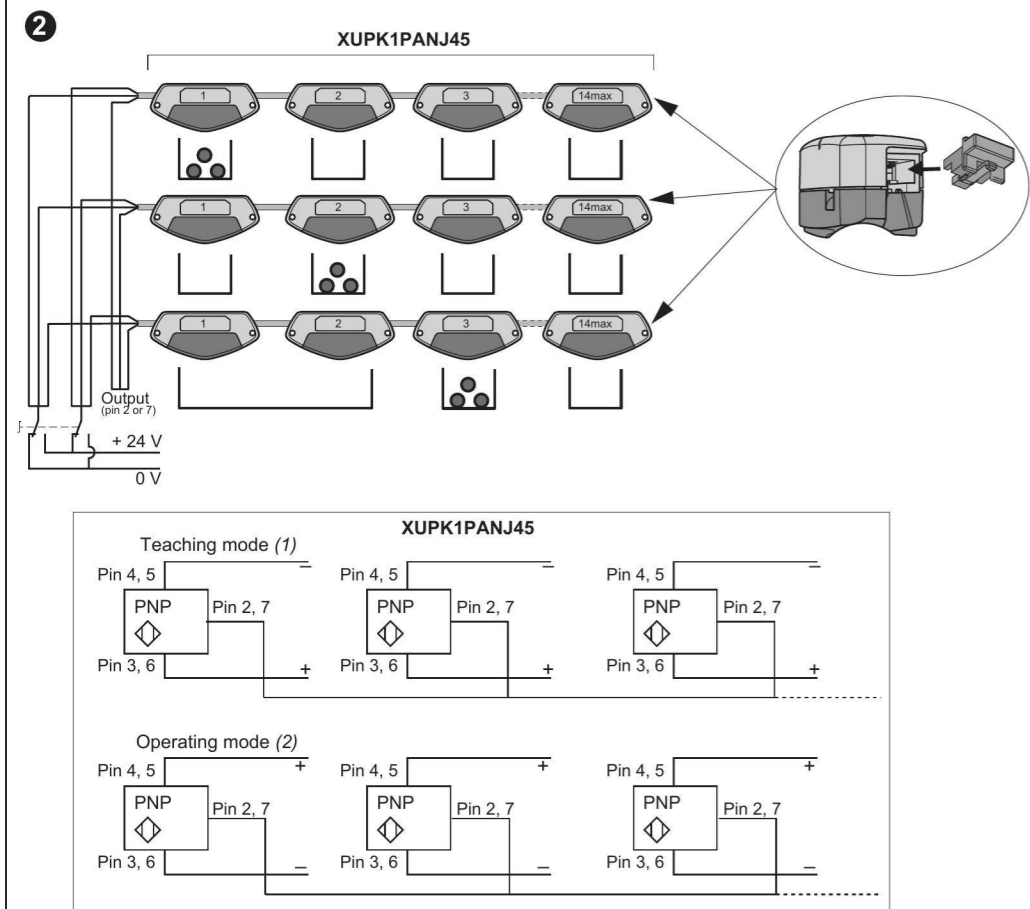 2
XUPK1PANJ45
1 2 3 14max
1 2 3 14max
1 2 3 14max
Output
(pin 2 or 7)
+ 24 V
0 V
XUPK1PANJ45
Teaching mode (1)
Pin 4, 5 – Pin 4, 5 – Pin 4, 5 –
PNP Pin 2, 7 PNP Pin 2, 7 PNP Pin 2, 7
Pin 3, 6 + Pin 3, 6 + Pin 3, 6 +
Operating mode (2)
Pin 4, 5 + Pin 4, 5 + Pin 4, 5 +
PNP Pin 2, 7 PNP Pin 2, 7 PNP Pin 2, 7
Pin 3, 6 – Pin 3, 6 – Pin 3, 6 –